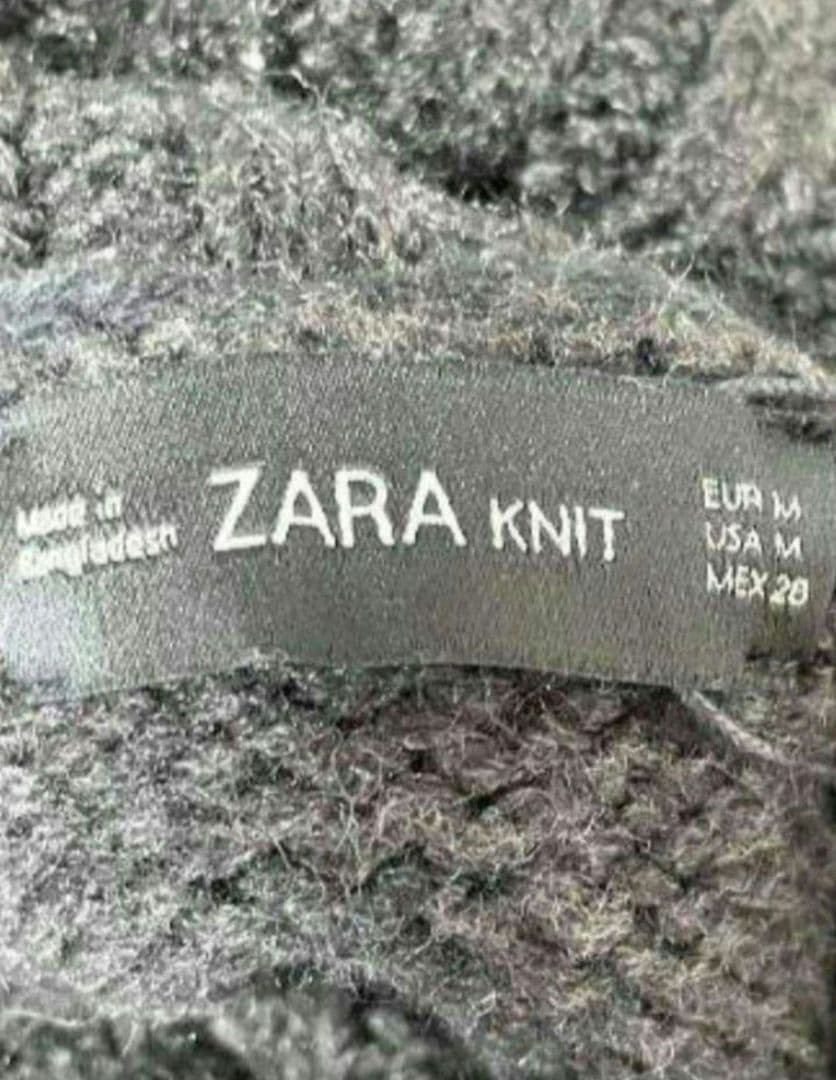 Made in
Bangladesh
ZARA KNIT
EUR M
USA M
MEX 28